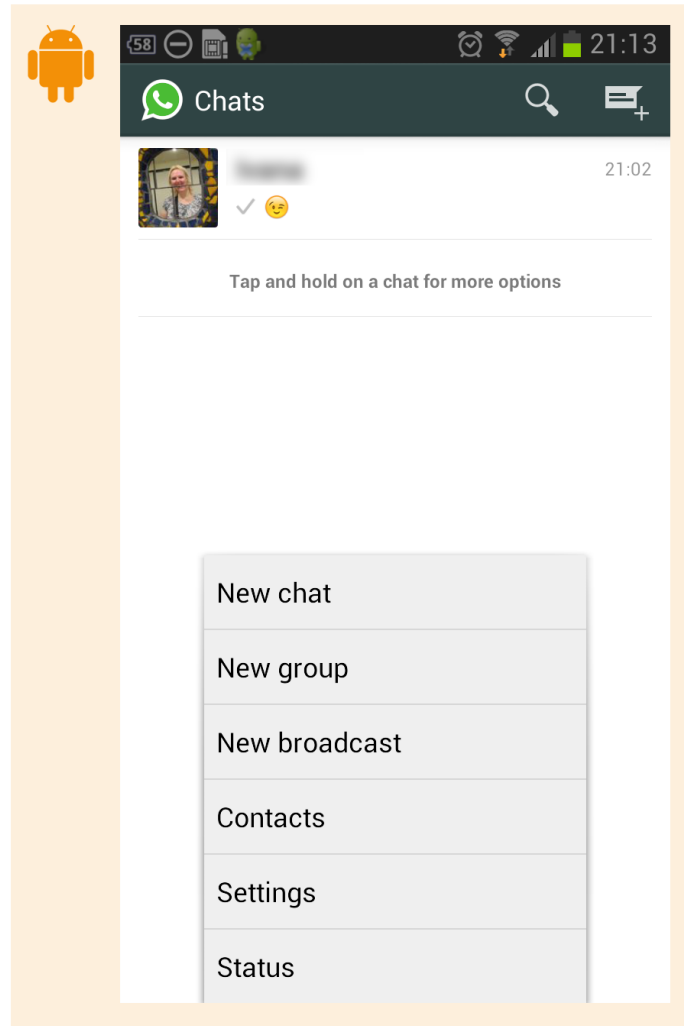 58
21:13
Chats
21:02
Tap and hold on a chat for more options
New chat
New group
New broadcast
Contacts
Settings
Status